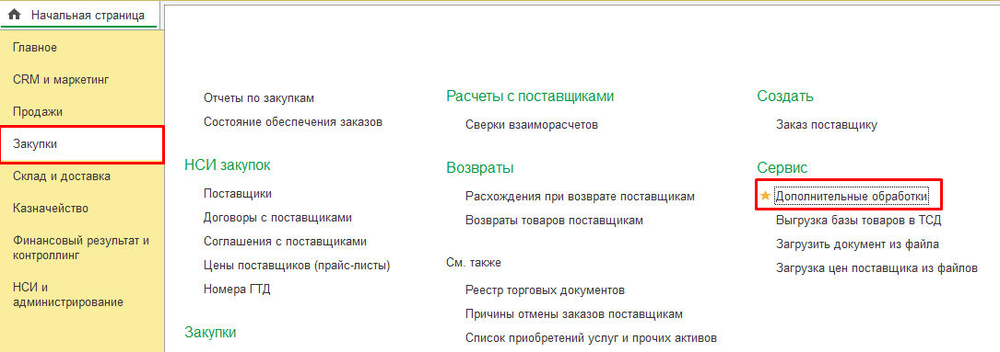 Начальная страница
Главное
CRM и маркетинг
Продажи
Закупки
Склад и доставка
Казначейство
Финансовый результат и
контроллинг
НСИ и
администрирование
Отчеты по закупкам
Состояние обеспечения заказов
НСИ закупок
Поставщики
Договоры с поставщиками
Соглашения с поставщиками
Цены поставщиков (прайс-листы)
Номера ГТД
Закупки
Расчеты с поставщиками
Сверки взаиморасчетов
Возвраты
Расхождения при возврате поставщикам
Возвраты товаров поставщикам
См. также
Реестр торговых документов
Причины отмены заказов поставщикам
Список приобретений услуг и прочих активов
Создать
Заказ поставщику
Сервис
Дополнительные обработки
Выгрузка базы товаров в ТСД
Загрузить документ из файла
Загрузка цен поставщика из файлов